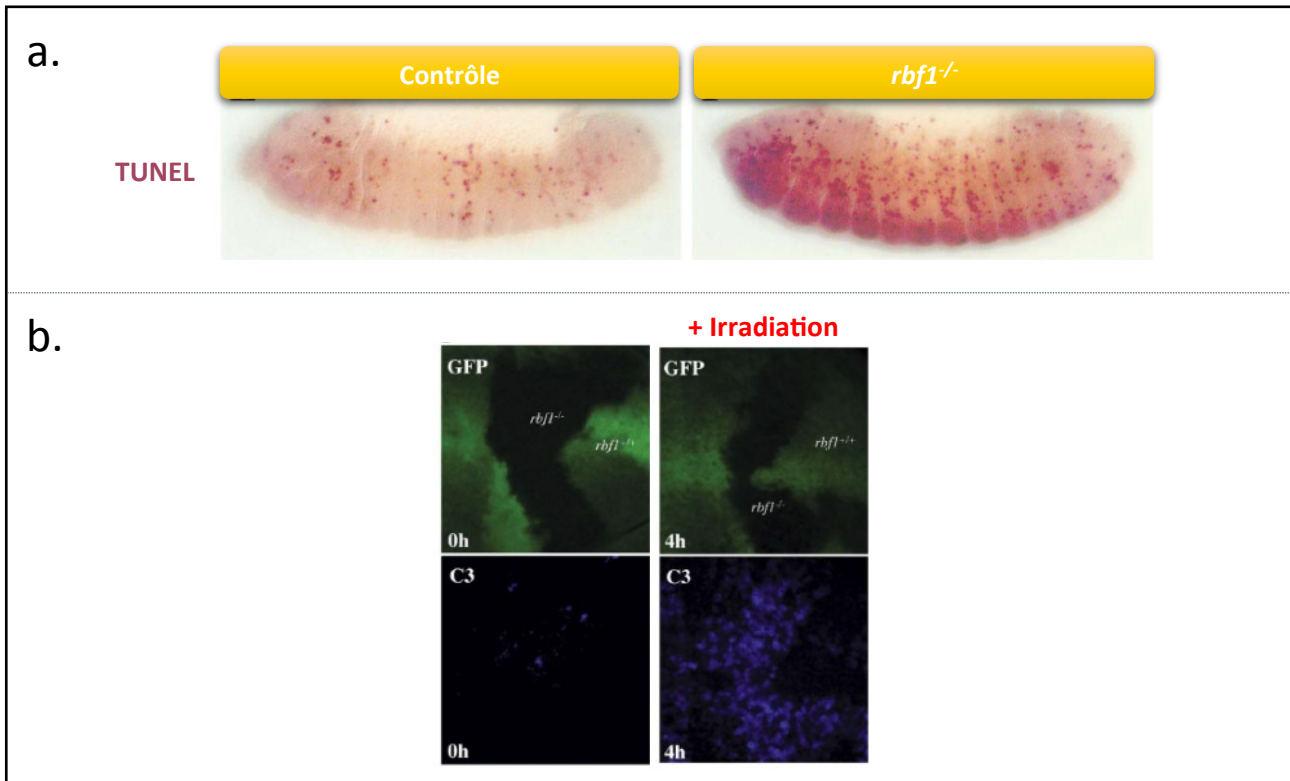 a.
Contrôle
rbf1-/-
TUNEL
b.
+ Irradiation
GFP
rbf1-/-
rbf1+/+
0h
GFP
rbf1+/+
rbf1-/-
4h
C3
0h
C3
4h